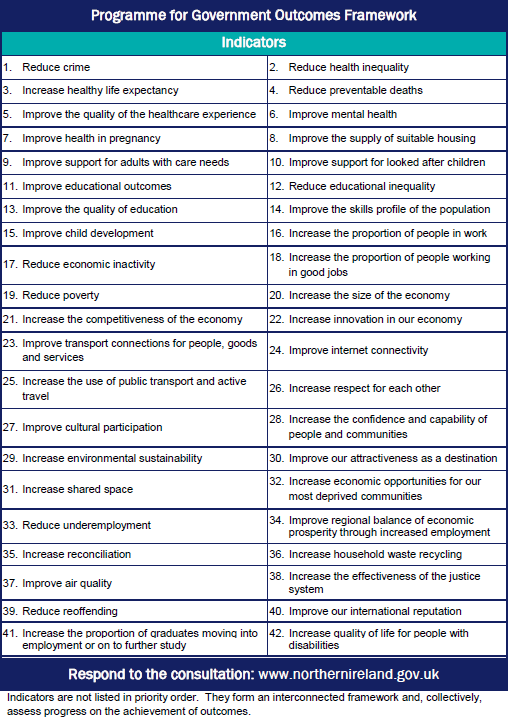 Programme for Government Outcomes Framework
Indicators
1. Reduce crime
2. Reduce health inequality
3. Increase healthy life expectancy
4. Reduce preventable deaths
5. Improve the quality of the healthcare experience
6. Improve mental health
7. Improve health in pregnancy
8. Improve the supply of suitable housing
9. Improve support for adults with care needs
10. Improve support for looked after children
11. Improve educational outcomes
12. Reduce educational inequality
13. Improve the quality of education
14. Improve the skills profile of the population
15. Improve child development
16. Increase the proportion of people in work
17. Reduce economic inactivity
18. Increase the proportion of people working
in good jobs
19. Reduce poverty
20. Increase the size of the economy
21. Increase the competitiveness of the economy
22. Increase innovation in our economy
23. Improve transport connections for people, goods
and services
24. Improve internet connectivity
25. Increase the use of public transport and active
travel
26. Increase respect for each other
27. Improve cultural participation
28. Increase the confidence and capability of
people and communities
29. Increase environmental sustainability
30. Improve our attractiveness as a destination
31. Increase shared space
32. Increase economic opportunities for our
most deprived communities
33. Reduce underemployment
34. Improve regional balance of economic
prosperity through increased employment
35. Increase reconciliation
36. Increase household waste recycling
37. Improve air quality
38. Increase the effectiveness of the justice
system
39. Reduce reoffending
40. Improve our international reputation
41. Increase the proportion of graduates moving into
employment or on to further study
42. Increase quality of life for people with
disabilities
Respond to the consultation: www.northernireland.gov.uk
Indicators are not listed in priority order. They form an interconnected framework and, collectively,
assess progress on the achievement of outcomes.